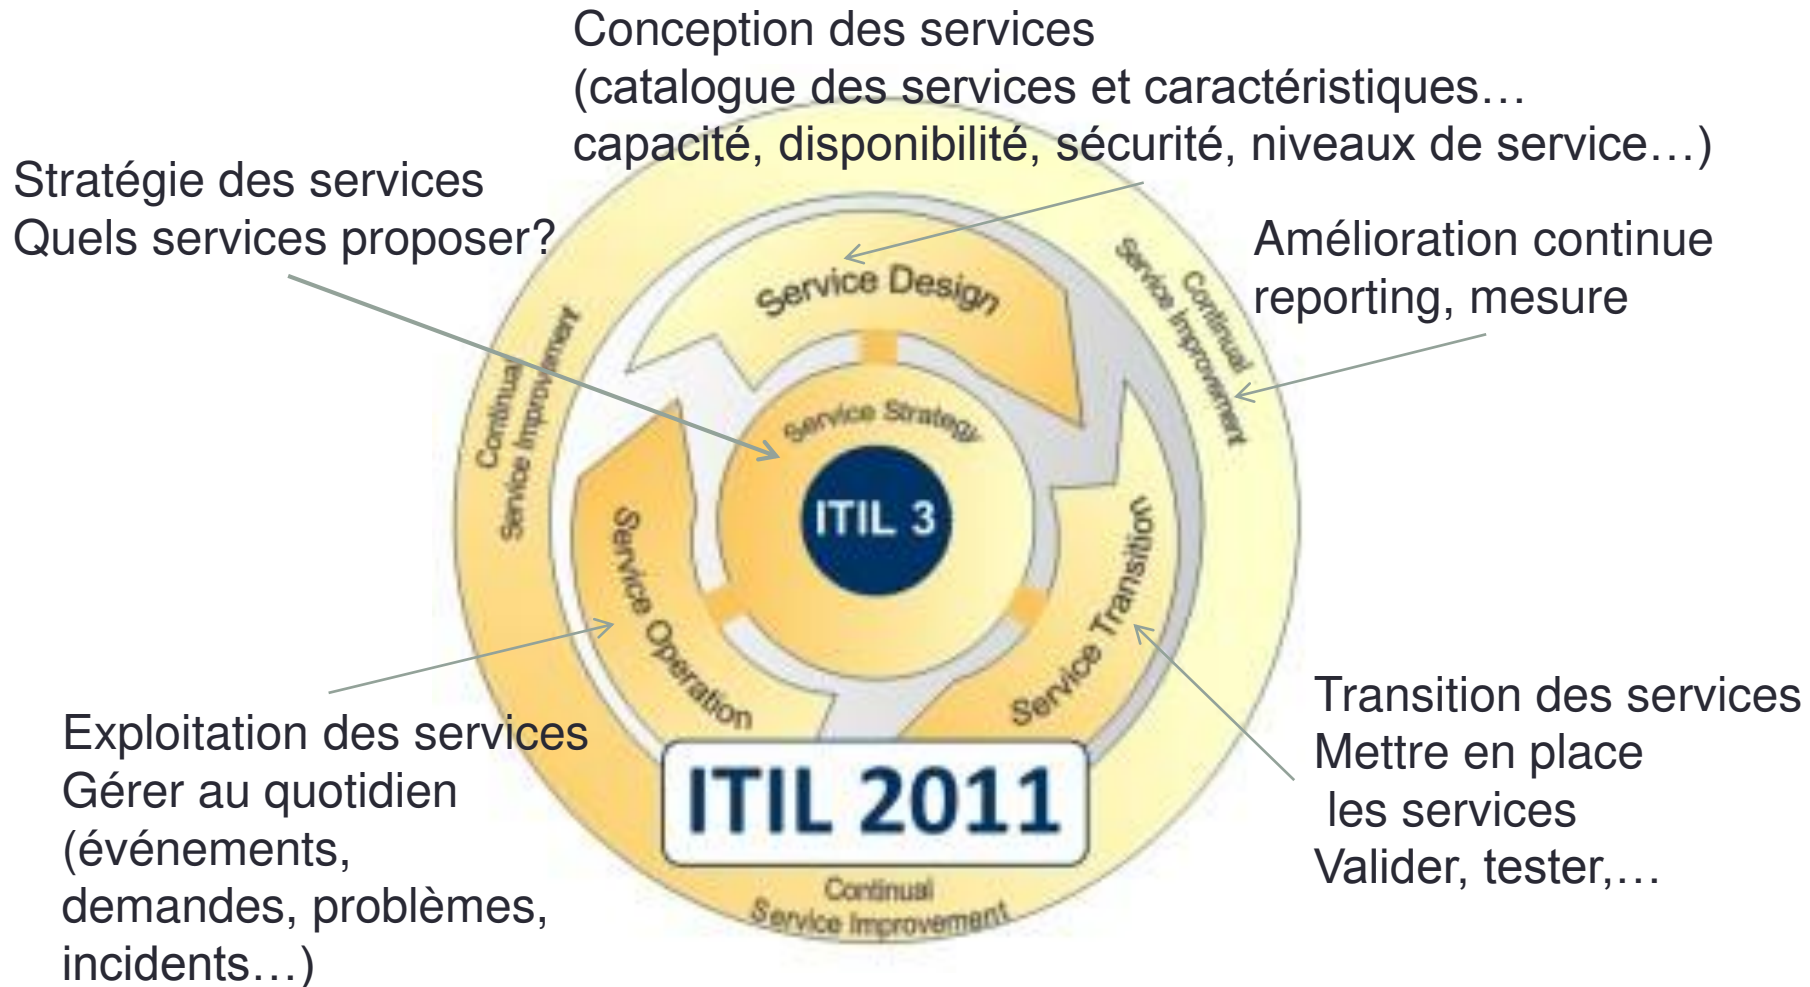 Conception des services
(catalogue des services et caractéristiques…
capacité, disponibilité, sécurité, niveaux de service…)
Stratégie des services
Quels services proposer?
Amélioration continue
reporting, mesure
Service Design
Continual
Service Improvement
Continual
Service Improvement
Service Strategy
ITIL 3
Service Operation
Service Transition
Exploitation des services
Gérer au quotidien
(événements,
demandes, problèmes,
incidents…)
ITIL 2011
Transition des services
Mettre en place
les services
Valider, tester,…
Continual
Service Improvement